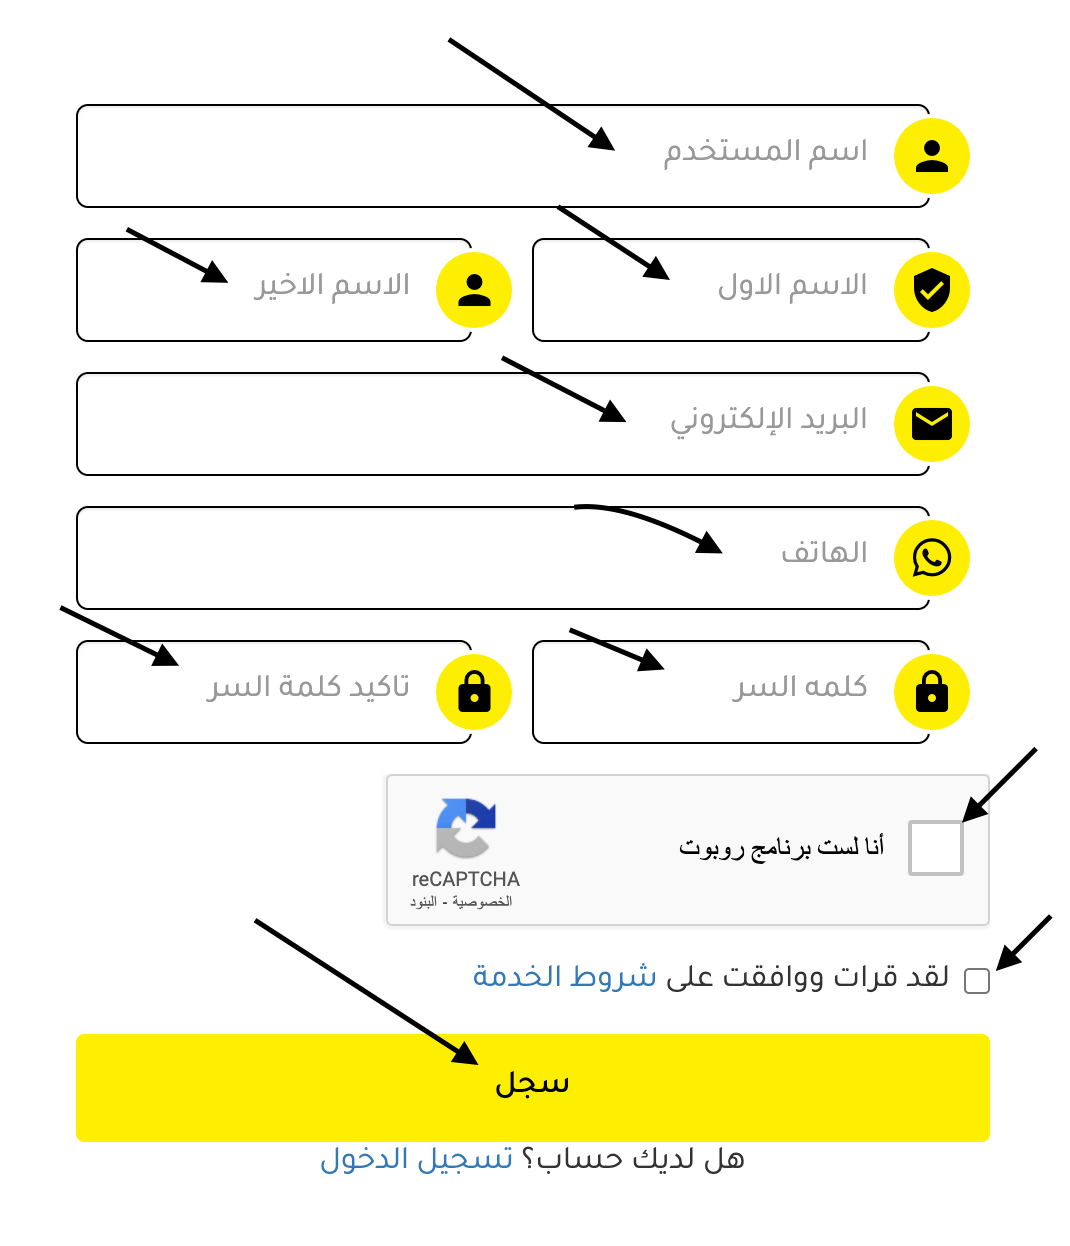 اسم المستخدم
الاسم الاول
الاسم الاخير
البريد الإلكتروني
الهاتف
كلمه السر
تاكيد كلمة السر
أنا لست برنامج روبوت
reCAPTCHA
الخصوصية - البنود
لقد قرات ووافقت على شروط الخدمة
سجل
هل لديك حساب؟ تسجيل الدخول